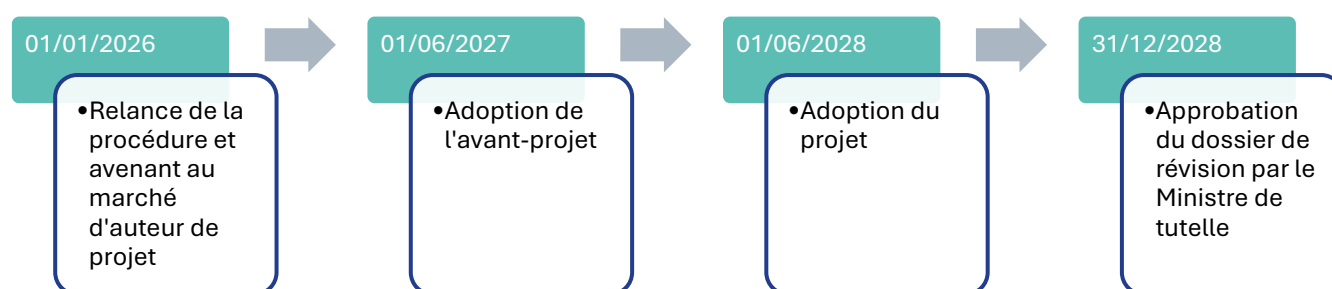 01/01/2026
•Relance de la
procédure et
avenant au
marché
d'auteur de
projet
01/06/2027
•Adoption de
l'avant-projet
01/06/2028
•Adoption du
projet
31/12/2028
•Approbation
du dossier de
révision par le
Ministre de
tutelle